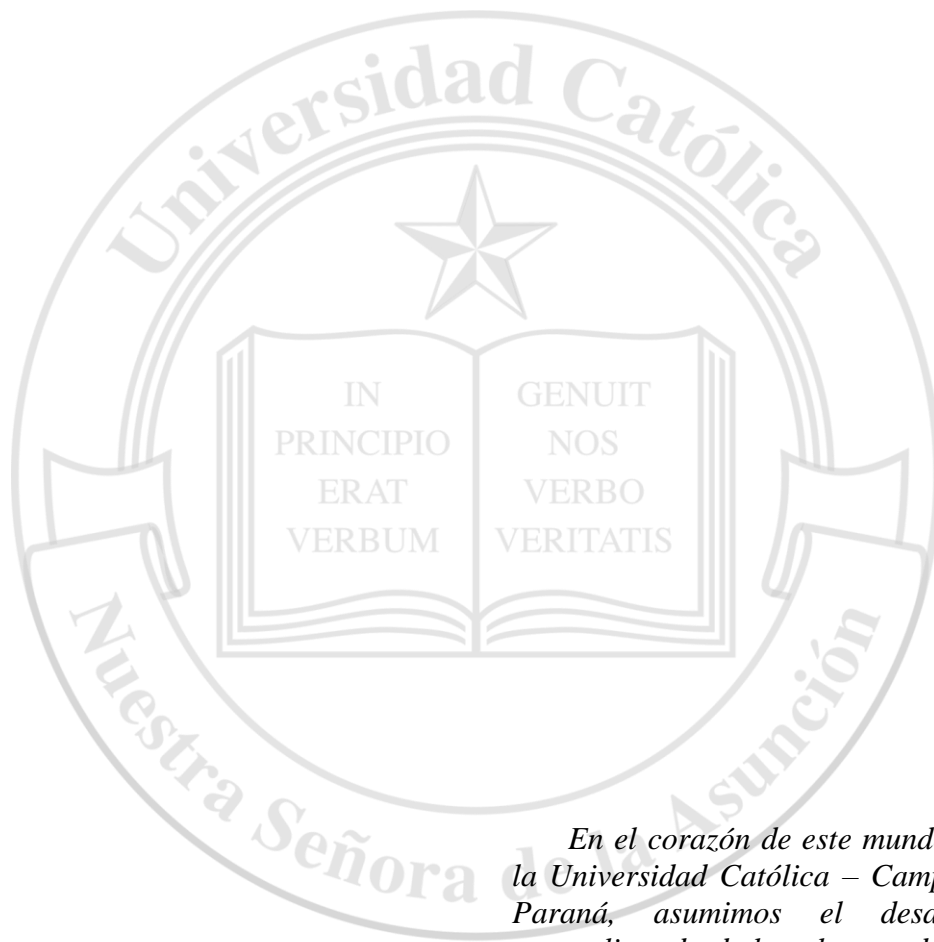 Universidad Católica
IN
PRINCIPIO
ERAT
VERBUM
GENUIT
NOS
VERBO
VERITATIS
Nuestra Señora de la Asunción
En el corazón de este mund
la Universidad Católica – Camp
Paraná, asumimos el desa